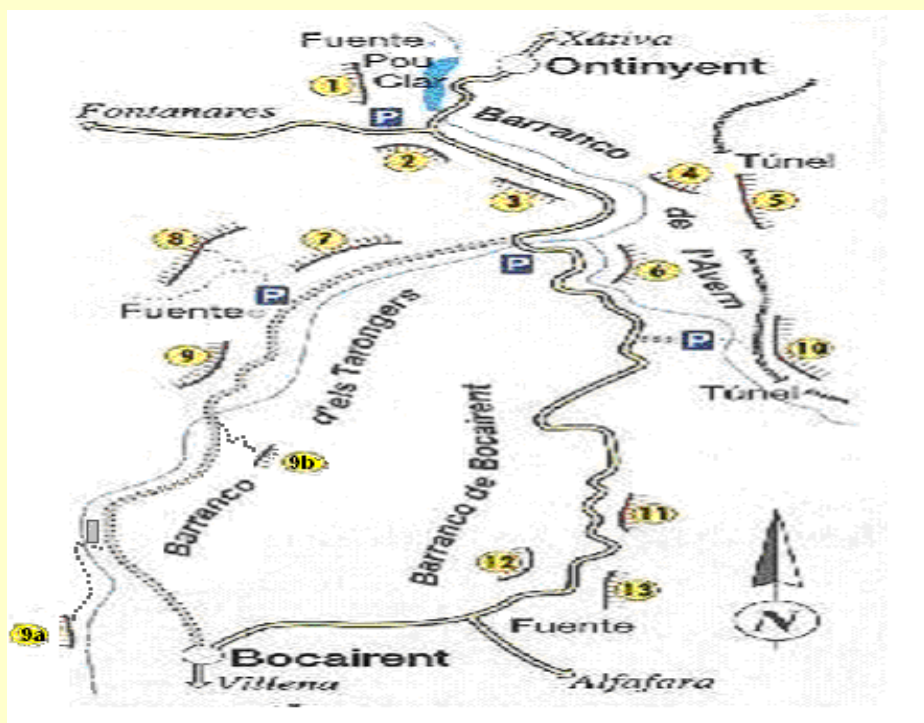 Fuente
Pou
Clar
Xátiva
Ontinyent
1
P
Fontanares
Barranco
de
l'Avern
2
3
4
Túnel
5
8
7
P
6
Fuente
P
9
q'els Tarongers
P
10
Túnel
Barranco de Bocairent
9b
Barranco
11
12
13
9a
Fuente
N
Bocairent
Villena
Alfafara